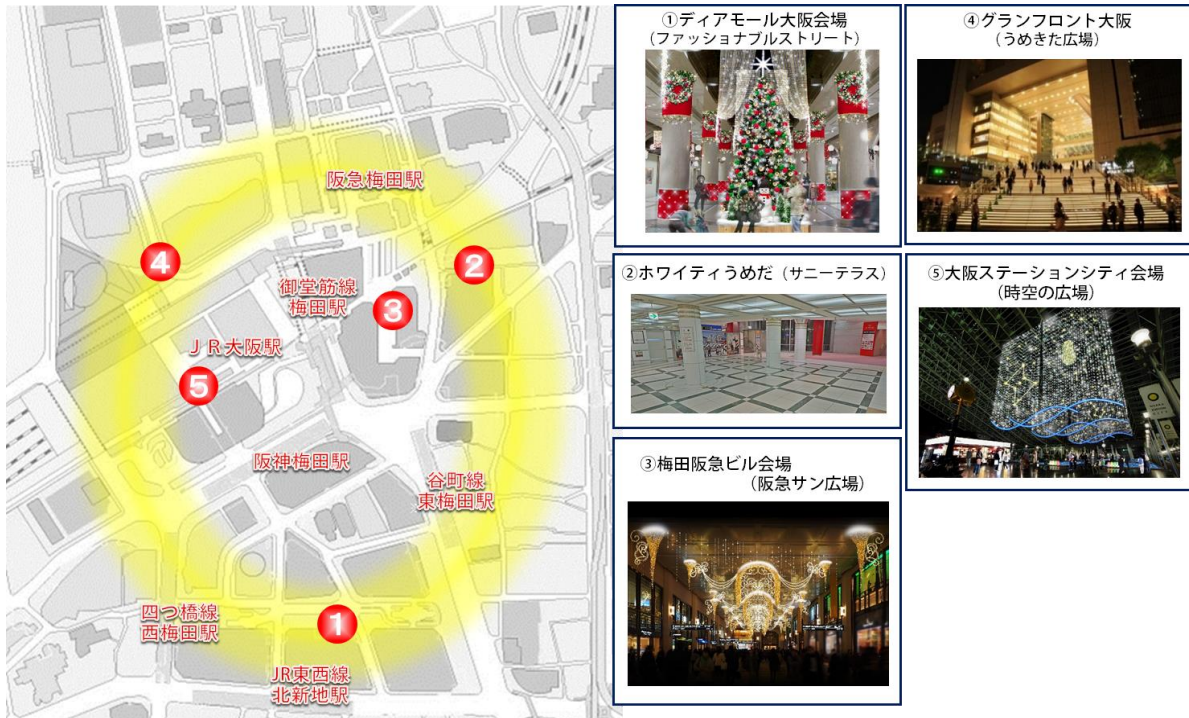 阪急梅田駅
④
②
御堂筋線
梅田駅
③
ＪＲ大阪駅
⑤
阪神梅田駅
谷町線
東梅田駅
四つ橋線
西梅田駅
①
JR東西線
北新地駅
①ディアモール大阪会場
（ファッショナブルストリート）
②ホワイティうめだ（サニーテラス）
③梅田阪急ビル会場
（阪急サン広場）
④グランフロント大阪
（うめきた広場）
⑤大阪ステーションシティ会場
（時空の広場）